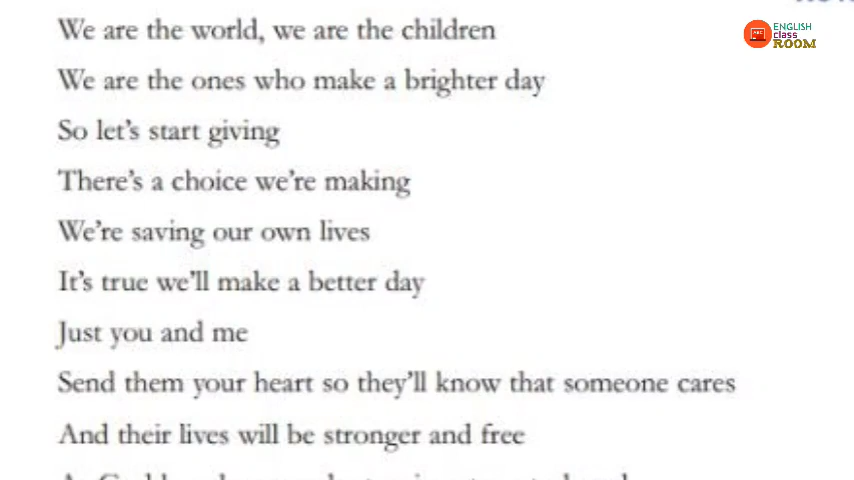 We are the world, we are the children
We are the ones who make a brighter day
So let's start giving
There's a choice we're making
We're saving our own lives
It's true we'll make a better day
Just you and me
Send them your heart so they'll know that someone cares
And their lives will be stronger and free
ENGLISH
class
ROOM